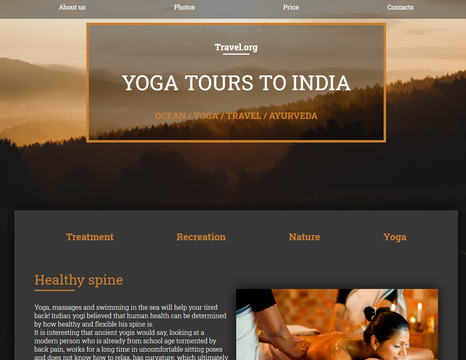 About us Photos Price Contacts
Travel.org
YOGA TOURS TO INDIA
OCEAN / YOGA / TRAVEL / AYURVEDA
Treatment Recreation Nature Yoga
Healthy spine
Yoga, massages and swimming in the sea will help your tired
back! Indian yogi believed that human health can be determined
by how healthy and flexible his spine is.
It is interesting that ancient yogis would say, looking at a
modern person who is already from school age tormented by
back pain, works for a long time in uncomfortable sitting poses
and does not know how to relax, has curvature, which ultimately